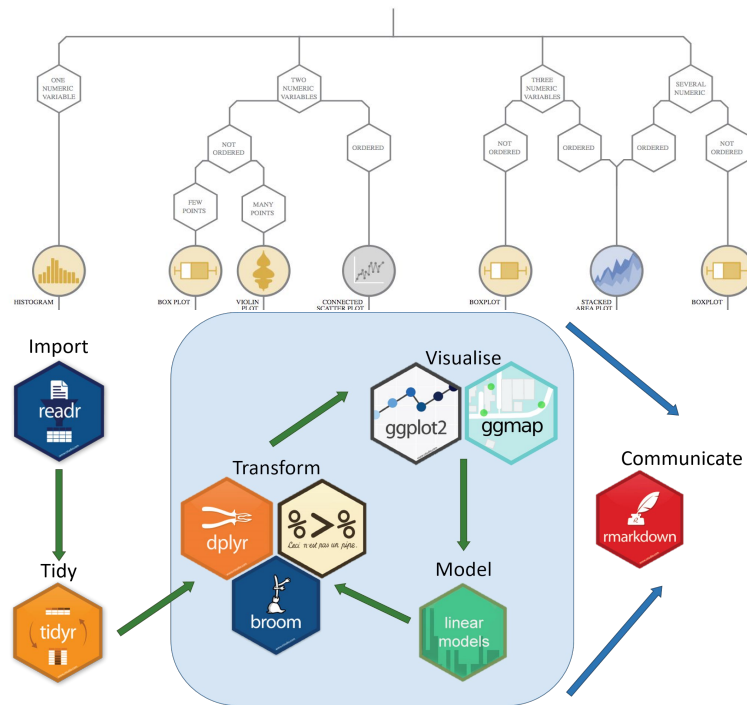 ONE
NUMERIC
VARIABLE
TWO
NUMERIC
VARIABLES
THREE
NUMERIC
VARIABLES
SEVERAL
NUMERIC
NOT
ORDERED
ORDERED
NOT
ORDERED
ORDERED
ORDERED
NOT
ORDERED
FEW
POINTS
MANY
POINTS
HISTOGRAM
BOX PLOT
VIOLIN
PLOT
CONNECTED
SCATTER PLOT
BOXPLOT
STACKED
AREA PLOT
BOXPLOT
Import
readr
Visualise
ggplot2
ggmap
Transform
dplyr
%>%
Ceci n'est pas un pipe.
broom
Communicate
rmarkdown
Tidy
tidyr
Model
linear
models